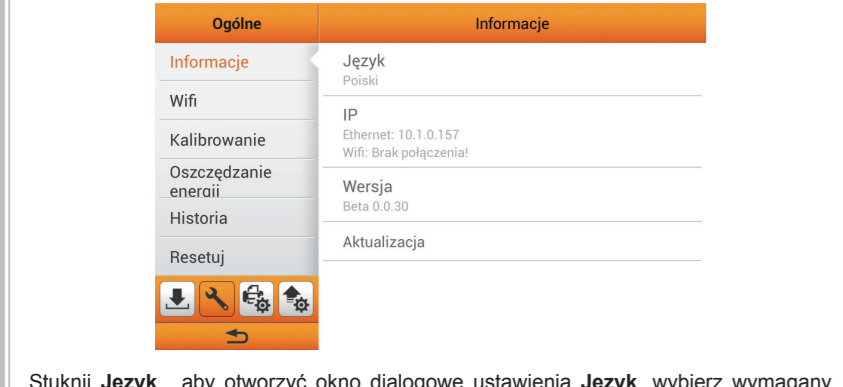 Ogólne
Informacje
Informacje
Wifi
Kalibrowanie
Oszczędzanie
energii
Historia
Resetuj
Język
Poiski
IP
Ethernet: 10.1.0.157
Wifi: Brak połączenia!
Wersja
Beta 0.0.30
Aktualizacja
Stuknij Język , aby otworzyć okno dialogowe ustawienia Język, wybierz wymagany